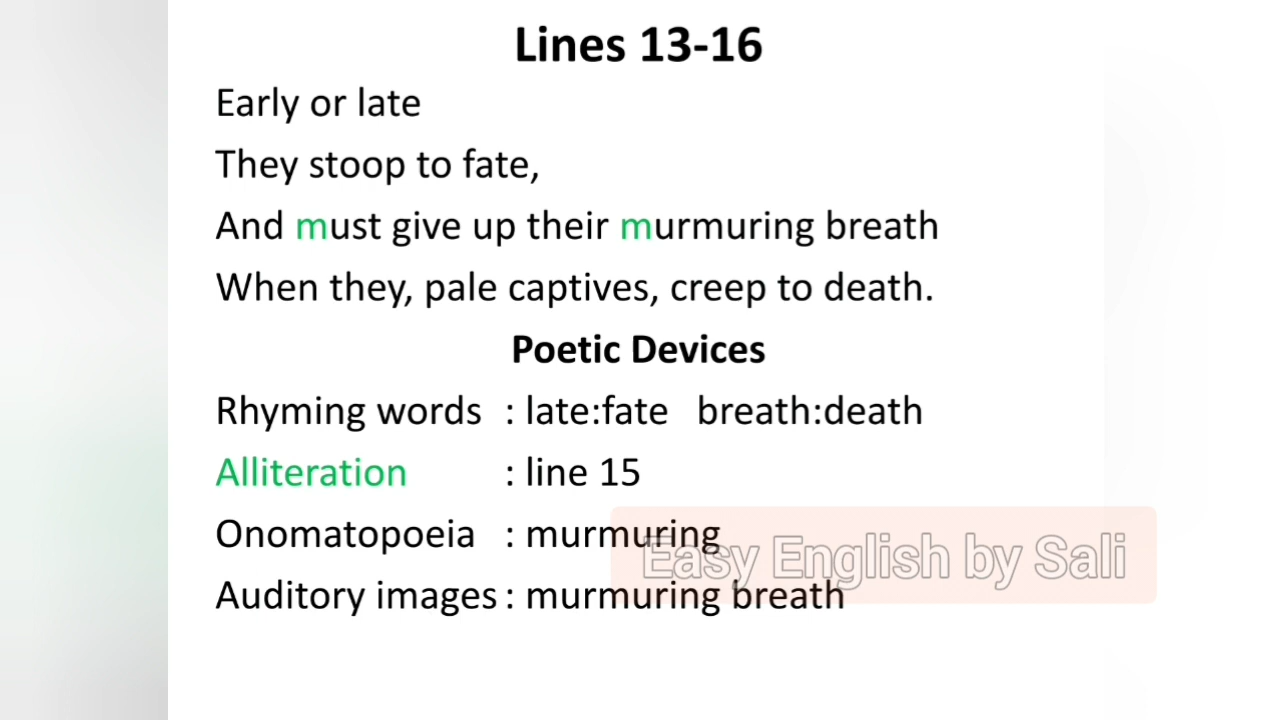 Lines 13-16
Early or late
They stoop to fate,
And must give up their murmuring breath
When they, pale captives, creep to death.
Poetic Devices
Rhyming words : late:fate breath:death
Alliteration : line 15
Onomatopoeia : murmuring
Easy English by Sali
Auditory images : murmuring breath